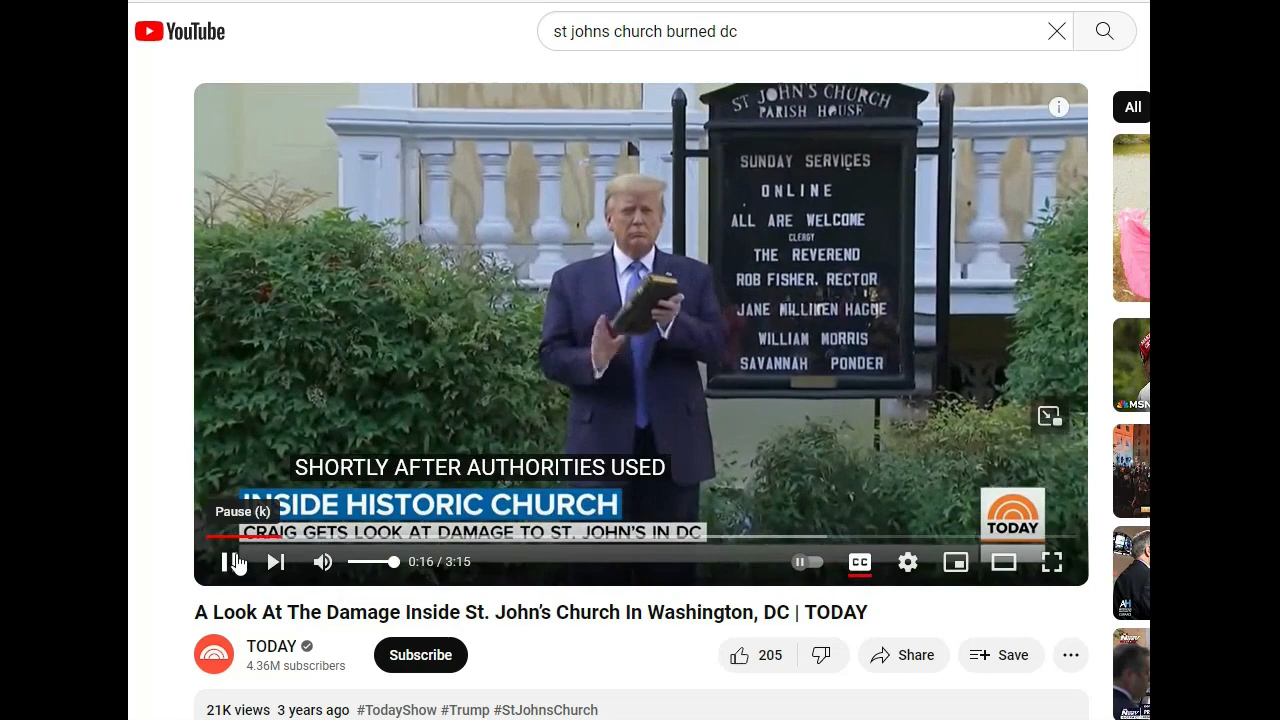 YouTube
st johns church burned dc
ST JOHN'S CHURCH
PARISH HOUSE
SUNDAY SERVICES
ONLINE
ALL ARE WELCOME
CLERGY
THE REVEREND
ROB FISHER, RECTOR
JANE MILLIKEN HAGUE
WILLIAM MORRIS
SAVANNAH PONDER
All
MSN
SHORTLY AFTER AUTHORITIES USED
INSIDE HISTORIC CHURCH
Pause (k)
CRAIG GETS LOOK AT DAMAGE TO ST. JOHN'S IN DC
TODAY
0:16 / 3:15
CC
A Look At The Damage Inside St. John's Church In Washington, DC | TODAY
TODAY
4.36M subscribers
Subscribe
205
Share
Save
21K views 3 years ago #TodayShow #Trump #StJohnsChurch